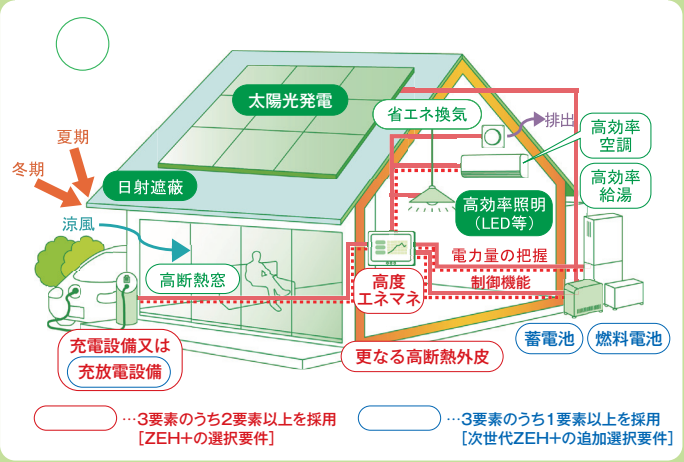 太陽光発電
省エネ換気
排出
高効率
空調
夏期
冬期
日射遮蔽
高効率
給湯
高効率照明
（LED等）
涼風
高断熱窓
電力量の把握
高度
エネマネ
制御機能
充電設備又は
充放電設備
更なる高断熱外皮
蓄電池
燃料電池
…3要素のうち2要素以上を採用
［ZEH＋の選択要件］
…3要素のうち1要素以上を採用
［次世代ZEH＋の追加選択要件］